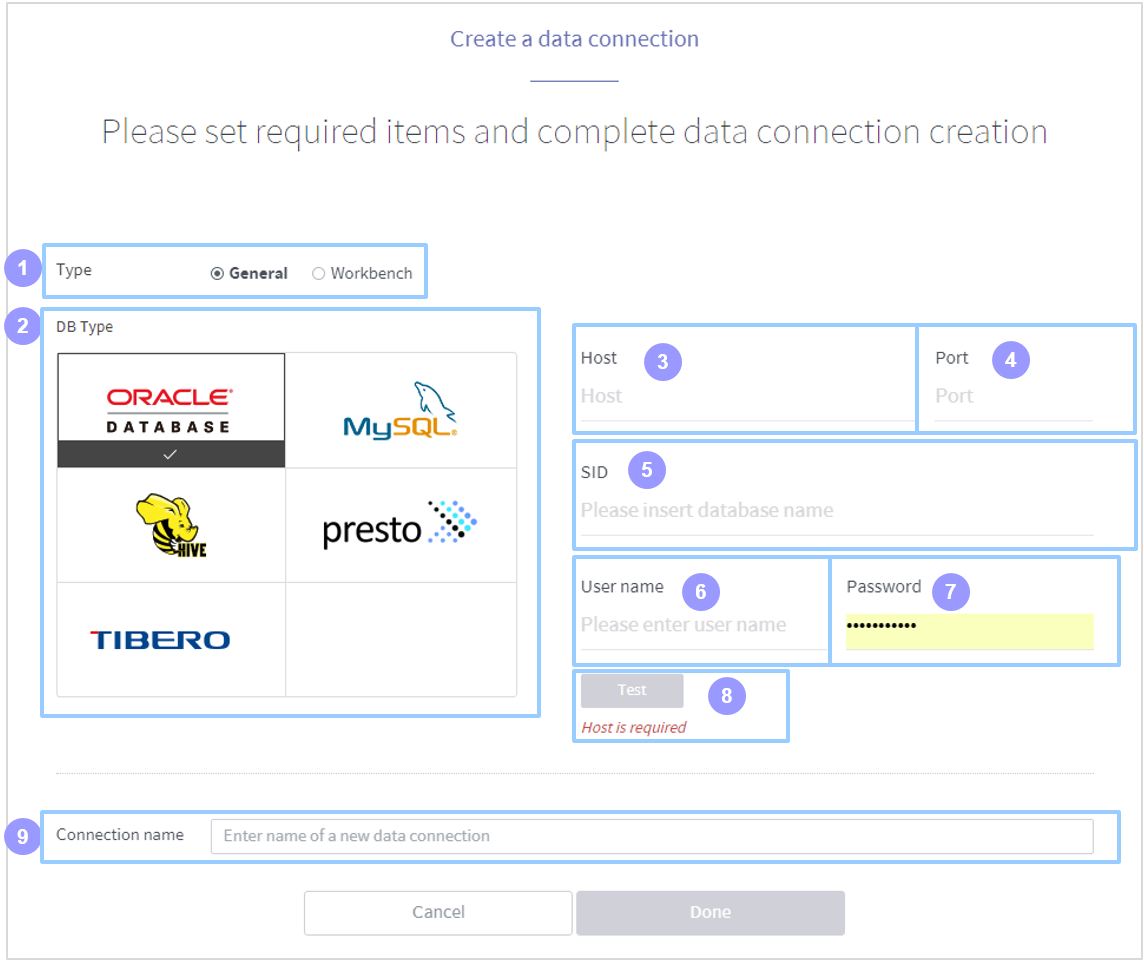 Create a data connection
Please set required items and complete data connection creation
1
Type
General
Workbench
2
DB Type
ORACLE®
DATABASE
MySQL®
HIVE
presto
TIBERO
Host
3
Host
Port
4
Port
SID
5
Please insert database name
User name
6
Please enter user name
Password
7
•••••••••••
Test
8
Host is required
9
Connection name
Enter name of a new data connection
Cancel
Done